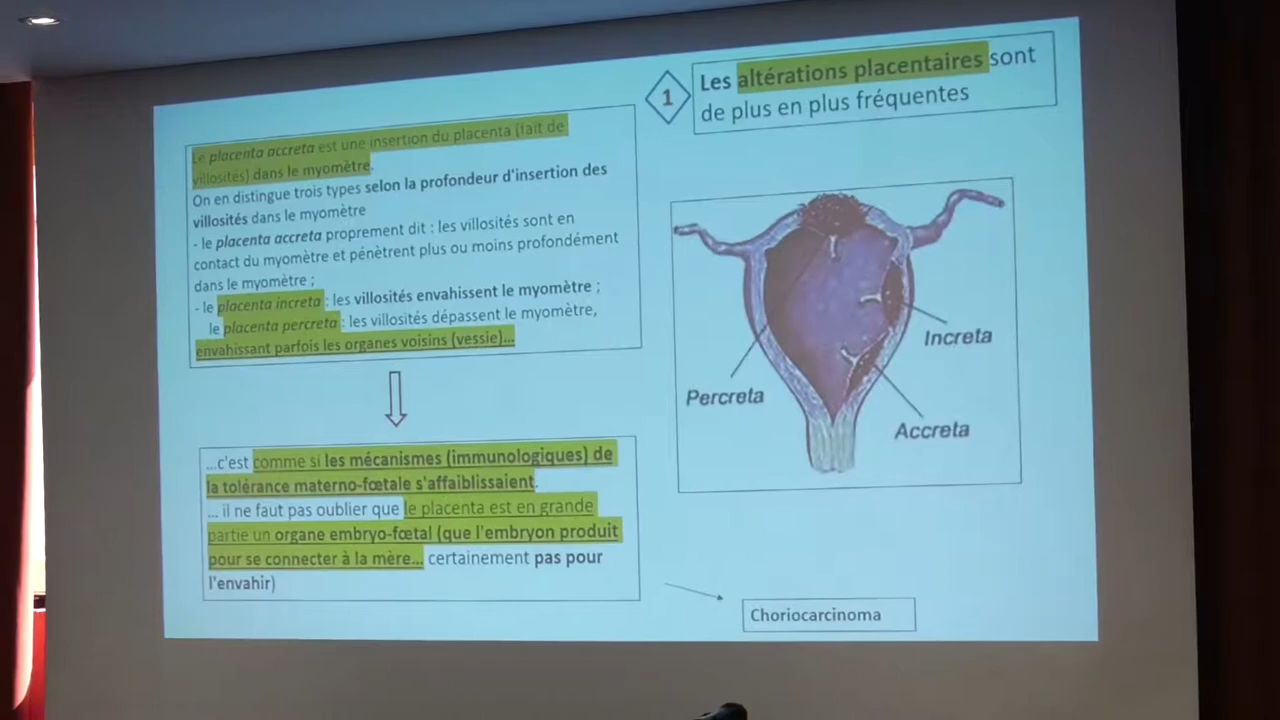 1
Les altérations placentaires sont
de plus en plus fréquentes
Le placenta accreta est une insertion du placenta (fait de
villosités) dans le myomètre.
On en distingue trois types selon la profondeur d'insertion des
villosités dans le myomètre
- le placenta accreta proprement dit : les villosités sont en
contact du myomètre et pénètrent plus ou moins profondément
dans le myomètre ;
- le placenta increta : les villosités envahissent le myomètre ;
le placenta percreta : les villosités dépassent le myomètre,
envahissant parfois les organes voisins (vessie)...
...c'est comme si les mécanismes (immunologiques) de
la tolérance materno-fœtale s'affaiblissaient.
... il ne faut pas oublier que le placenta est en grande
partie un organe embryo-fœtal (que l'embryon produit
pour se connecter à la mère... certainement pas pour
l'envahir)
Increta
Percreta
Accreta
Choriocarcinoma